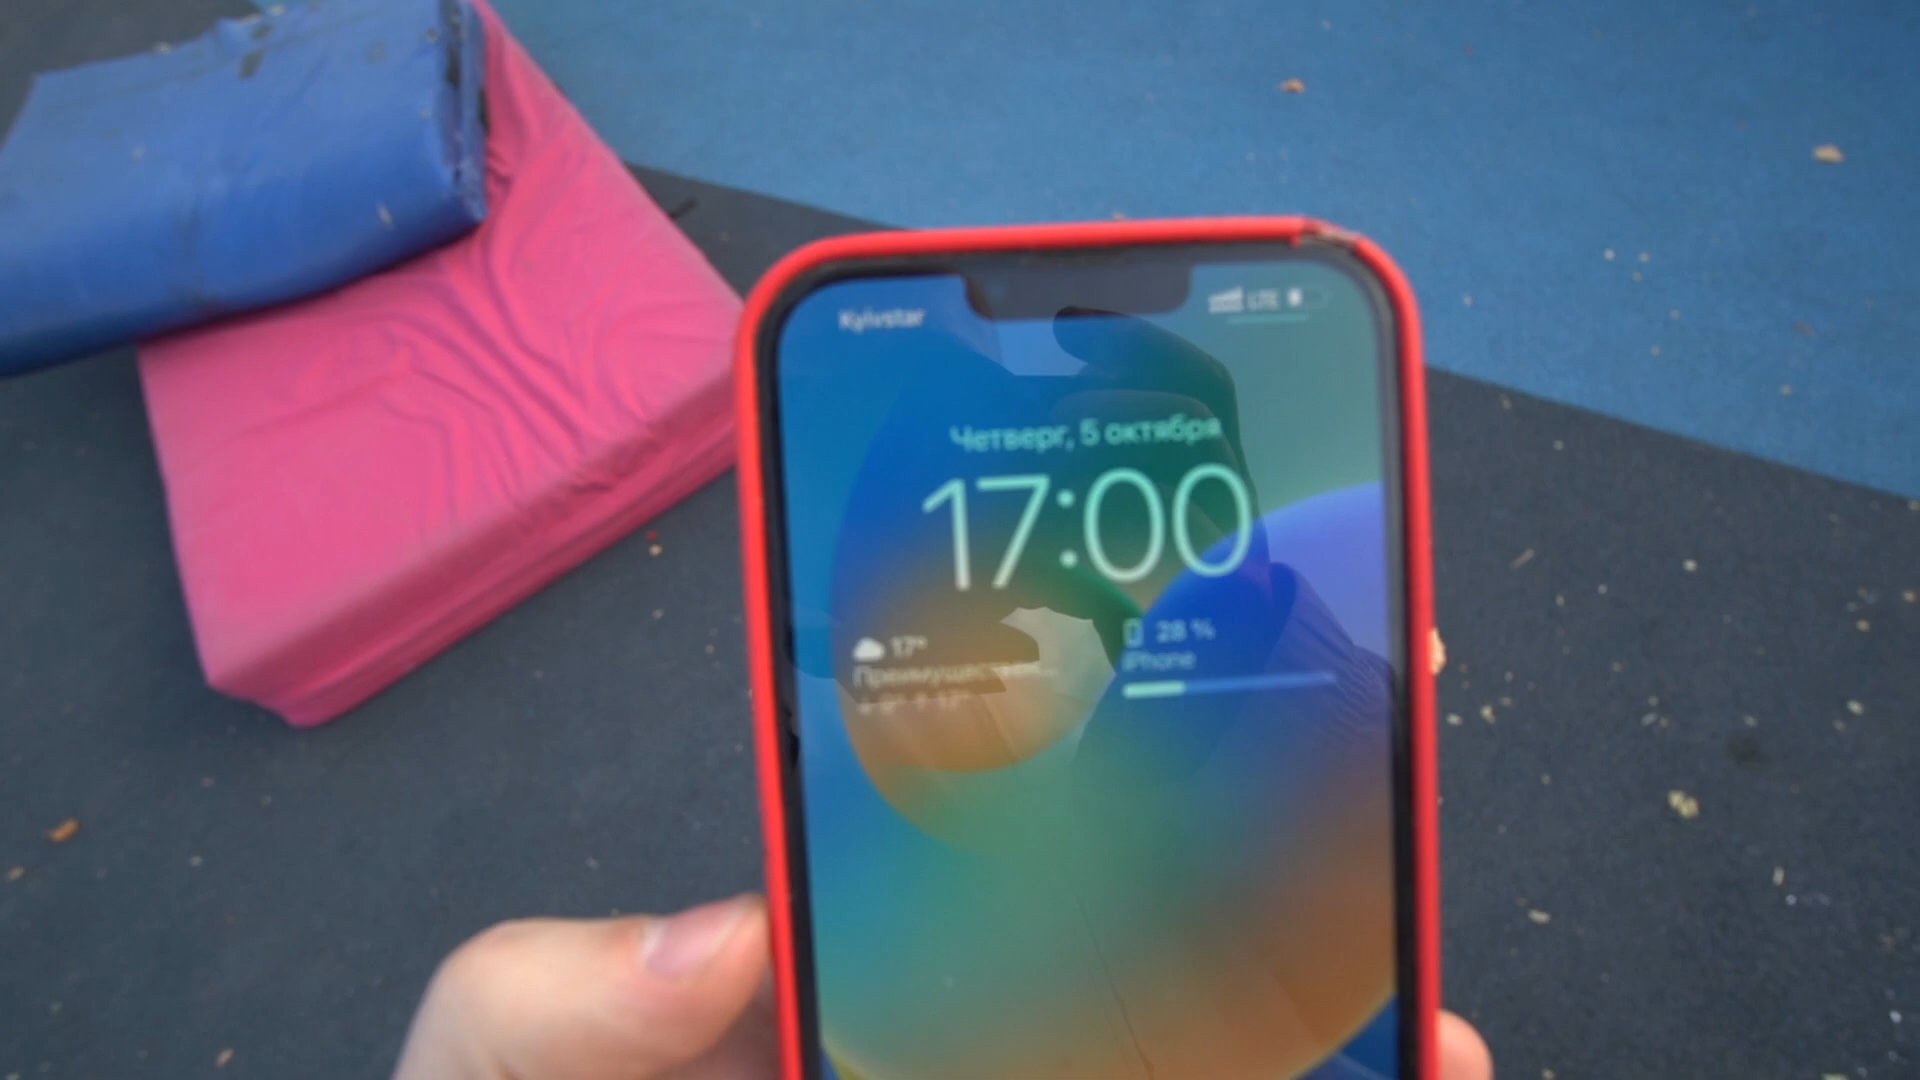 Kyivstar
LTE
Четверг, 5 октября
17:00
17°
28 %
iPhone